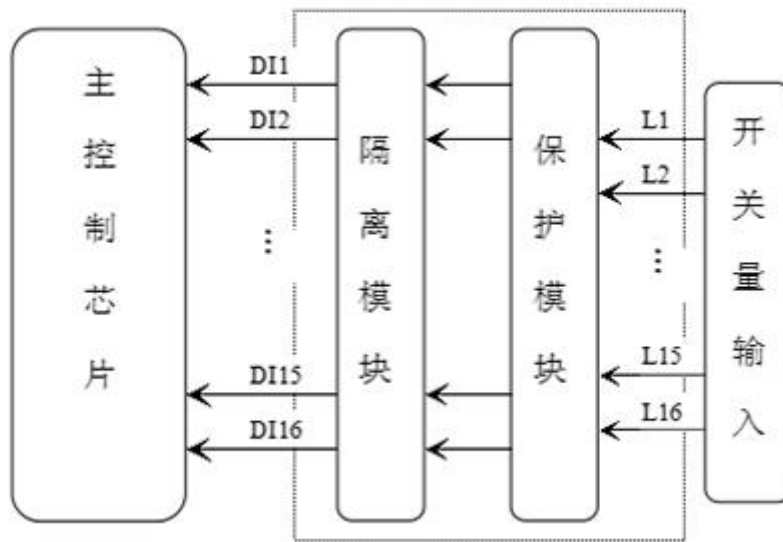 主控制芯片
DI1
DI2
...
DI15
DI16
隔离模块
保护模块
L1
L2
...
L15
L16
开关量输入